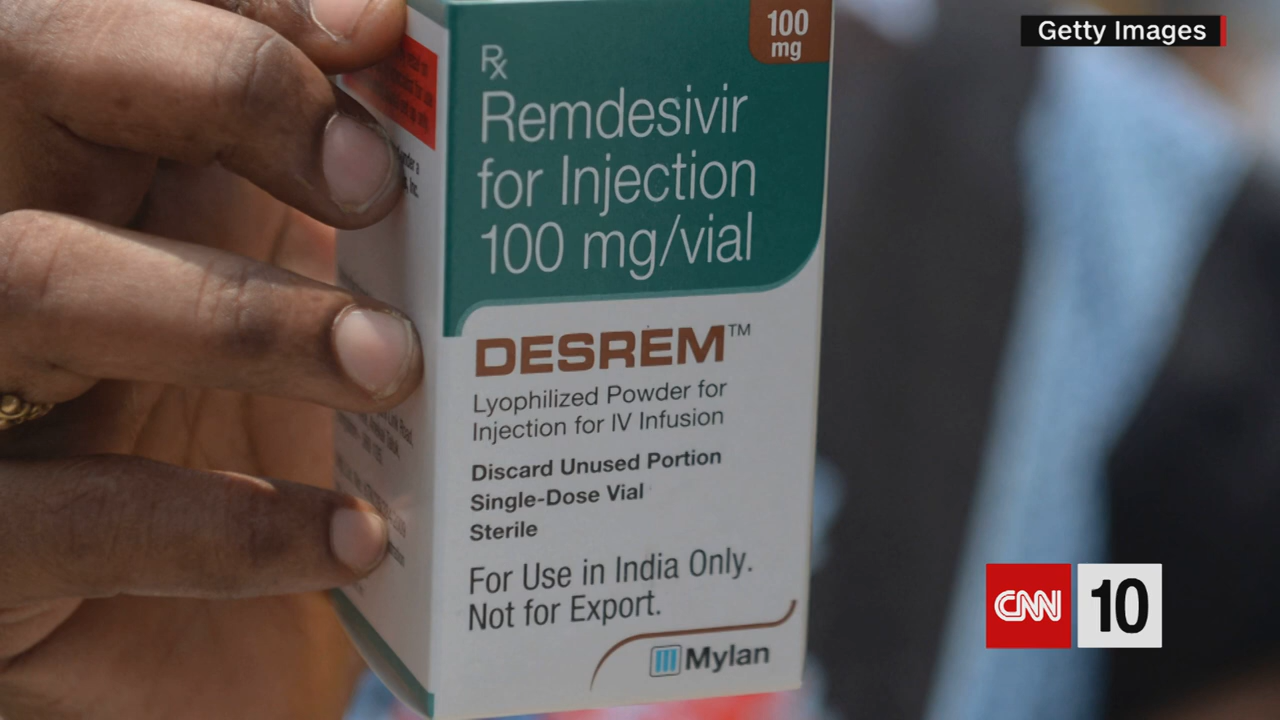 Getty Images
100
mg
Rx
Remdesivir
for Injection
100 mg/vial
DESREM™
Lyophilized Powder for
Injection for IV Infusion
Discard Unused Portion
Single-Dose Vial
Sterile
For Use in India Only.
Not for Export.
Mylan
CNN 10